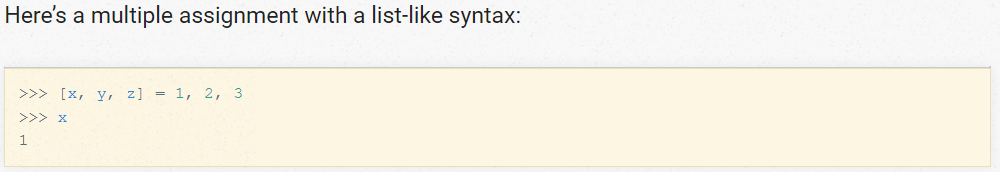 Here’s a multiple assignment with a list-like syntax:
>>> [x, y, z] = 1, 2, 3
>>> x
1